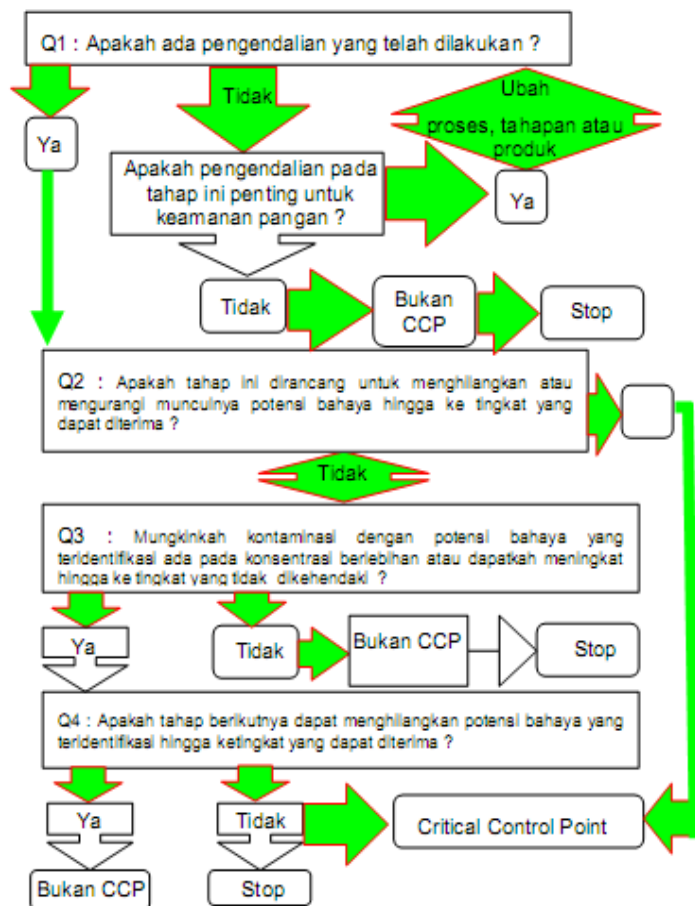 Q1 : Apakah ada pengendalian yang telah dilakukan ?
Tidak
Ubah
proses, tahapan atau
produk
Ya
Apakah pengendalian pada
tahap ini penting untuk
keamanan pangan ?
Ya
Tidak
Bukan
CCP
Stop
Q2 : Apakah tahap ini dirancang untuk menghilangkan atau
mengurangi munculnya potensi bahaya hingga ke tingkat yang
dapat diterima ?
Tidak
Q3 : Mungkinkah kontaminasi dengan potensi bahaya yang
teridentifikasi ada pada konsentrasi berlebihan atau dapatkah meningkat
hingga ke tingkat yang tidak dikehendaki ?
Ya
Tidak
Bukan CCP
Stop
Q4 : Apakah tahap berikutnya dapat menghilangkan potensi bahaya yang
teridentifikasi hingga ketingkat yang dapat diterima ?
Ya
Tidak
Critical Control Point
Bukan CCP
Stop